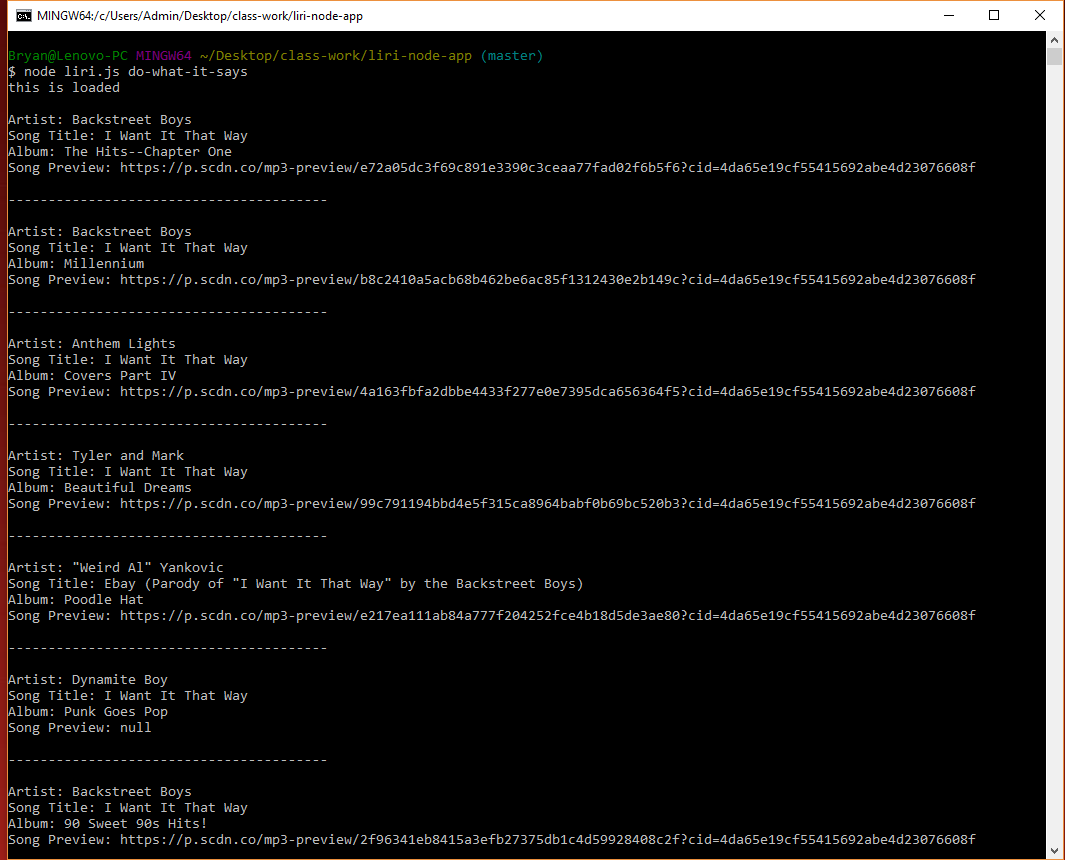 MINGW64:/c/Users/Admin/Desktop/class-work/liri-node-app
Bryan@Lenovo-PC MINGW64 ~/Desktop/class-work/liri-node-app (master)
$ node liri.js do-what-it-says
this is loaded
Artist: Backstreet Boys
Song Title: I Want It That Way
Album: The Hits--Chapter One
Song Preview: https://p.scdn.co/mp3-preview/e72a05dc3f69c891e3390c3ceaa77fad02f6b5f6?cid=4da65e19cf55415692abe4d23076608f
----------------------------------------
Artist: Backstreet Boys
Song Title: I Want It That Way
Album: Millennium
Song Preview: https://p.scdn.co/mp3-preview/b8c2410a5acb68b462be6ac85f1312430e2b149c?cid=4da65e19cf55415692abe4d23076608f
----------------------------------------
Artist: Anthem Lights
Song Title: I Want It That Way
Album: Covers Part IV
Song Preview: https://p.scdn.co/mp3-preview/4a163fbfa2dbbe4433f277e0e7395dca656364f5?cid=4da65e19cf55415692abe4d23076608f
----------------------------------------
Artist: Tyler and Mark
Song Title: I Want It That Way
Album: Beautiful Dreams
Song Preview: https://p.scdn.co/mp3-preview/99c791194bbd4e5f315ca8964babf0b69bc520b3?cid=4da65e19cf55415692abe4d23076608f
----------------------------------------
Artist: "Weird Al" Yankovic
Song Title: Ebay (Parody of "I Want It That Way" by the Backstreet Boys)
Album: Poodle Hat
Song Preview: https://p.scdn.co/mp3-preview/e217ea111ab84a777f204252fce4b18d5de3ae80?cid=4da65e19cf55415692abe4d23076608f
----------------------------------------
Artist: Dynamite Boy
Song Title: I Want It That Way
Album: Punk Goes Pop
Song Preview: null
----------------------------------------
Artist: Backstreet Boys
Song Title: I Want It That Way
Album: 90 Sweet 90s Hits!
Song Preview: https://p.scdn.co/mp3-preview/2f96341eb8415a3efb27375db1c4d59928408c2f?cid=4da65e19cf55415692abe4d23076608f